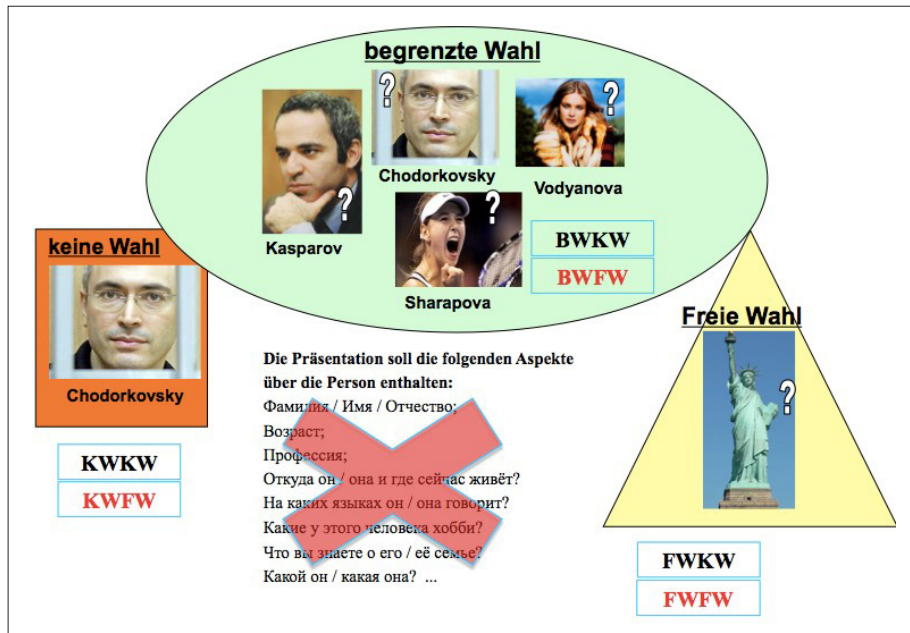 begrenzte Wahl
?
?
Chodorkovsky
Vodyanova
?
?
Kasparov
Sharapova
BWKW
BWFW
keine Wahl
Chodorkovsky
KWKW
KWFW
Die Präsentation soll die folgenden Aspekte
über die Person enthalten:
Фамилия / Имя / Отчество;
Возраст;
Профессия;
Откуда он / она и где сейчас живёт?
На каких языках он / она говорит?
Какие у этого человека хобби?
Что вы знаете о его / её семье?
Какой он / какая она? ...
Freie Wahl
?
FWKW
FWFW